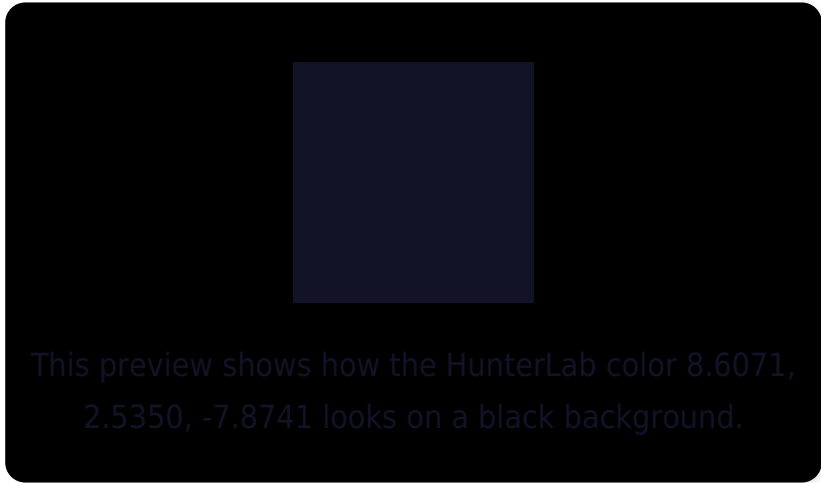 This preview shows how the HunterLab color 8.6071,
2.5350, -7.8741 looks on a black background.